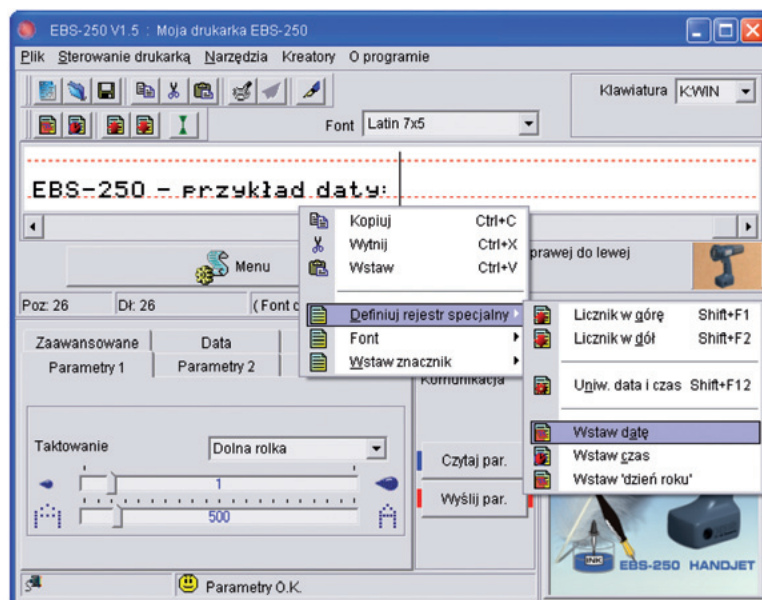 EBS-250 V1.5 : Moja drukarka EBS-250
Plik Sterowanie drukarką Narzędzia Kreatory O programie
Klawiatura K:WIN
Font Latin 7x5
EBS-250 - przykład daty:
Kopiuj Ctrl+C
Wytnij Ctrl+X
Wstaw Ctrl+V
prawej do lewej
Menu
Poz: 26 Dł: 26 (Font
Definiuj rejestr specjalny
Font
Wstaw znacznik
Licznik w górę Shift+F1
Licznik w dół Shift+F2
Uniw. data i czas Shift+F12
Wstaw datę
Wstaw czas
Wstaw 'dzień roku'
Zaawansowane Data
Parametry 1 Parametry 2
Komunikacja
Taktowanie Dolna rolka
1
500
Czytaj par.
Wyślij par.
INK EBS-250 HANDJET
Parametry O.K.